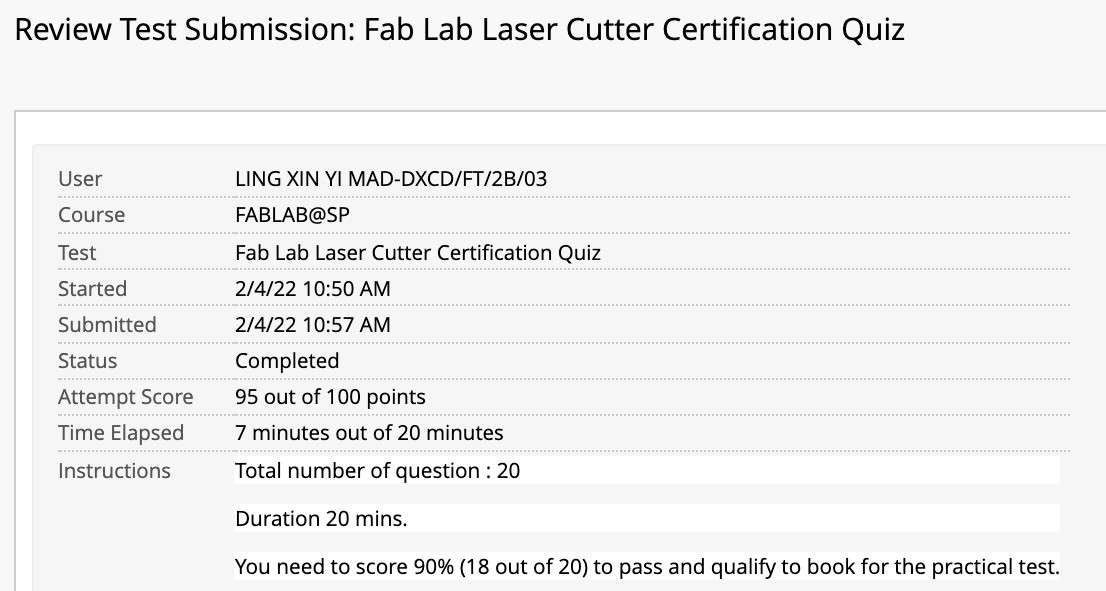 Review Test Submission: Fab Lab Laser Cutter Certification Quiz
User LING XIN YI MAD-DXCD/FT/2B/03
Course FABLAB@SP
Test Fab Lab Laser Cutter Certification Quiz
Started 2/4/22 10:50 AM
Submitted 2/4/22 10:57 AM
Status Completed
Attempt Score 95 out of 100 points
Time Elapsed 7 minutes out of 20 minutes
Instructions Total number of question : 20
Duration 20 mins.
You need to score 90% (18 out of 20) to pass and qualify to book for the practical test.